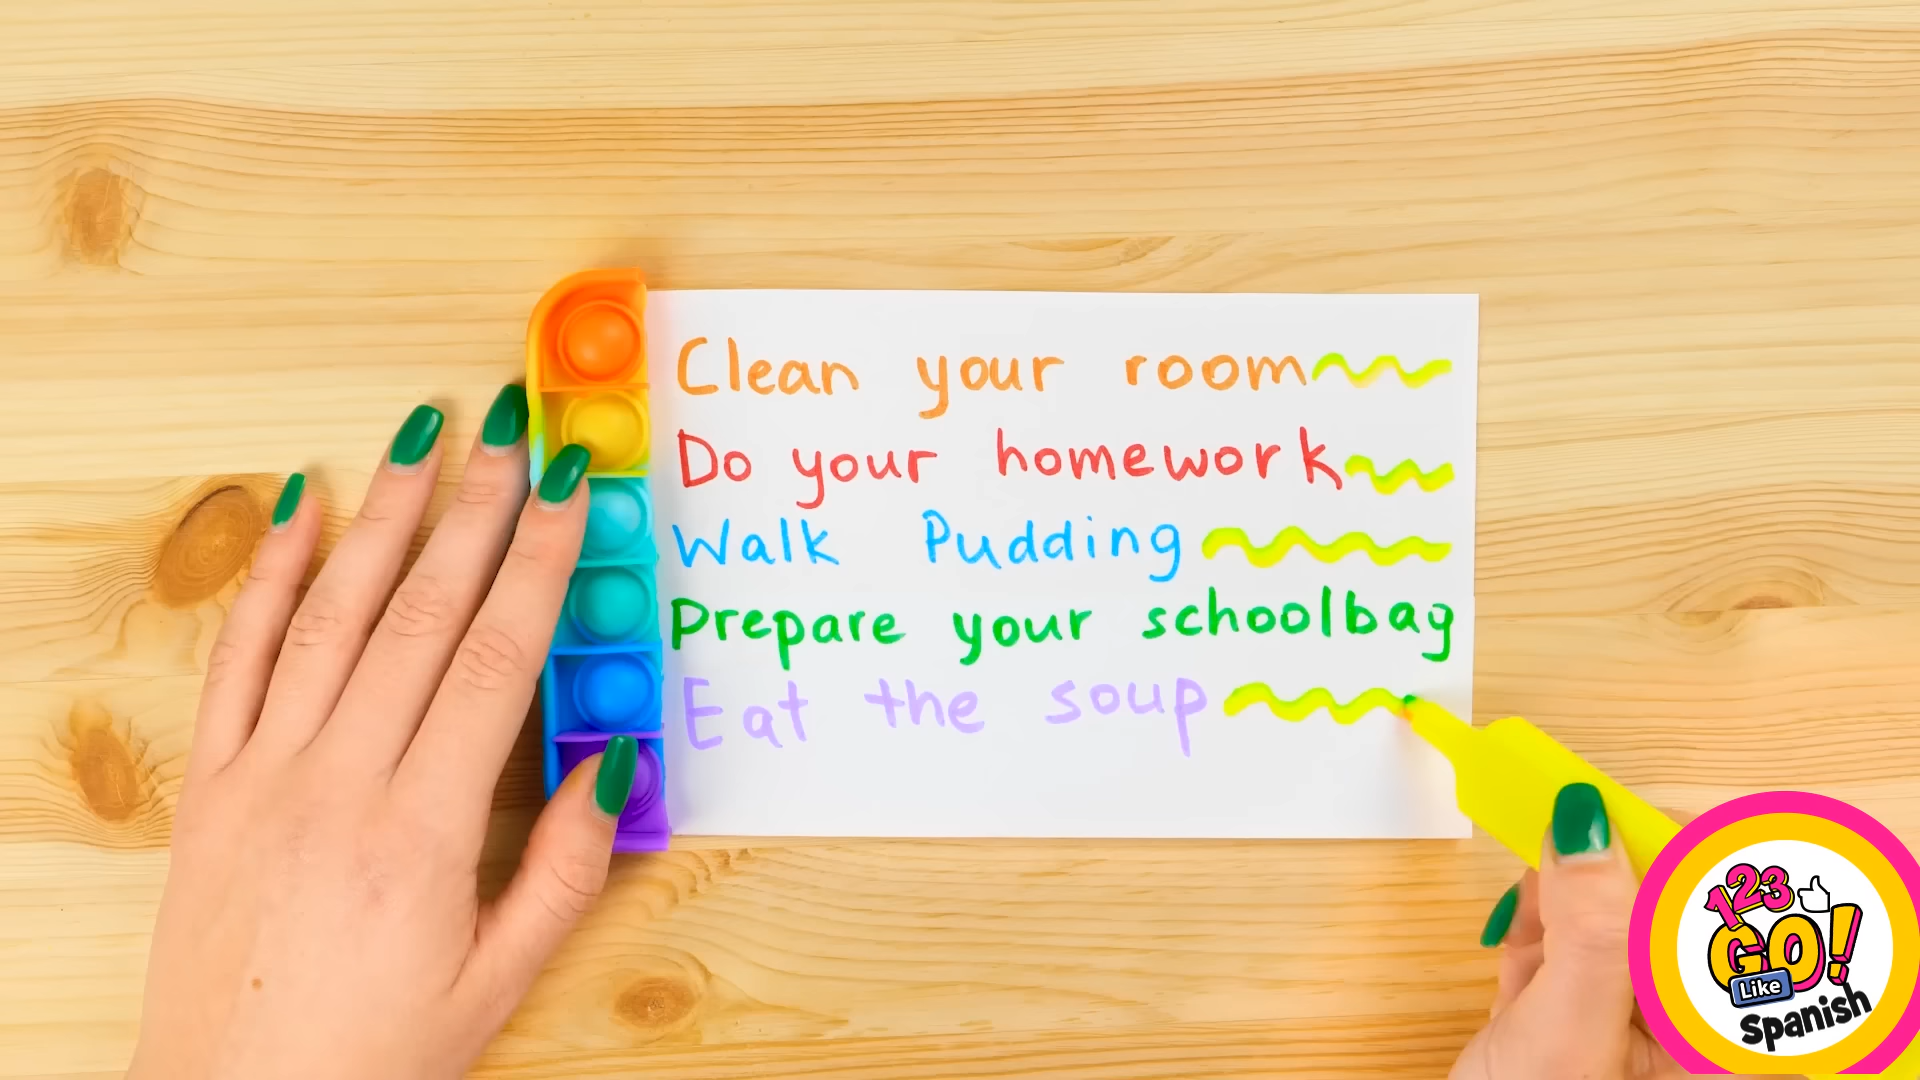 Clean your room
Do your homework
Walk Pudding
Prepare your schoolbag
Eat the soup
123
GO!
Like
Spanish